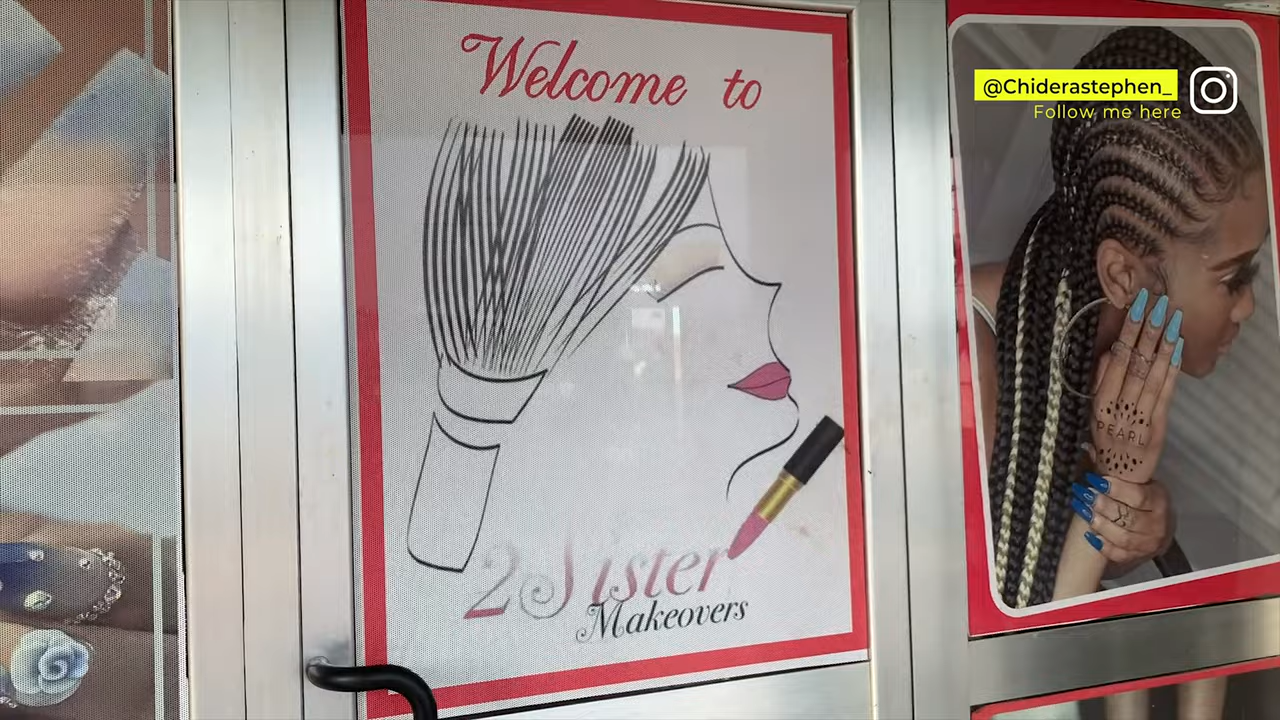 Welcome to
2Sister
Makeovers
@Chiderastephen_
Follow me here
PEARL